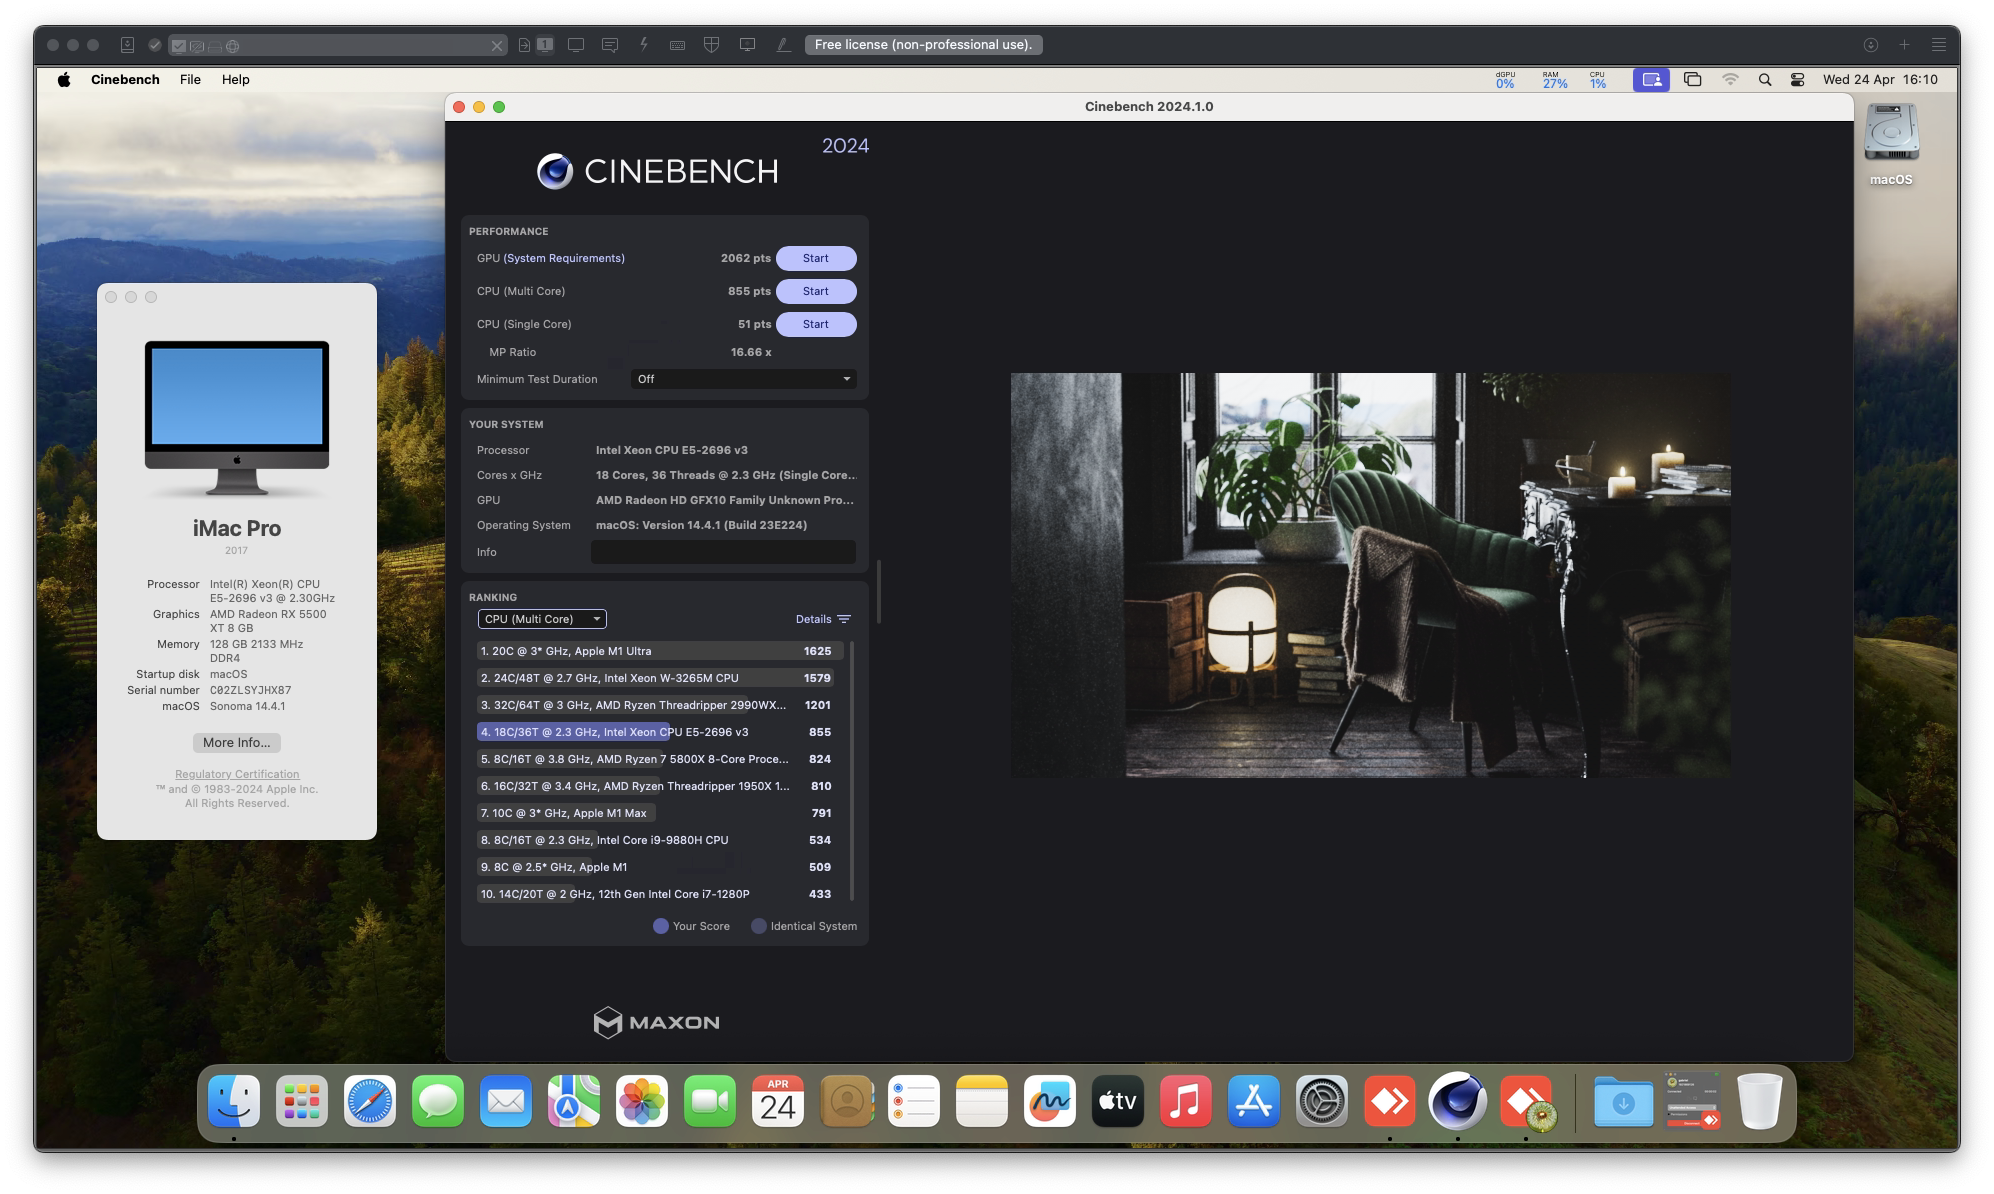 1
Free license (non-professional use).
Cinebench File Help
dGPU
0%
RAM
27%
CPU
1%
Wed 24 Apr 16:10
Cinebench 2024.1.0
macOS
CINEBENCH
2024
PERFORMANCE
GPU (System Requirements) 2062 pts Start
CPU (Multi Core) 855 pts Start
CPU (Single Core) 51 pts Start
MP Ratio 16.66 x
Minimum Test Duration Off
YOUR SYSTEM
Processor Intel Xeon CPU E5-2696 v3
Cores x GHz 18 Cores, 36 Threads @ 2.3 GHz (Single Core...
GPU AMD Radeon HD GFX10 Family Unknown Pro...
Operating System macOS: Version 14.4.1 (Build 23E224)
Info
RANKING
CPU (Multi Core) Details
1. 20C @ 3* GHz, Apple M1 Ultra 1625
2. 24C/48T @ 2.7 GHz, Intel Xeon W-3265M CPU 1579
3. 32C/64T @ 3 GHz, AMD Ryzen Threadripper 2990WX... 1201
4. 18C/36T @ 2.3 GHz, Intel Xeon CPU E5-2696 v3 855
5. 8C/16T @ 3.8 GHz, AMD Ryzen 7 5800X 8-Core Proce... 824
6. 16C/32T @ 3.4 GHz, AMD Ryzen Threadripper 1950X 1... 810
7. 10C @ 3* GHz, Apple M1 Max 791
8. 8C/16T @ 2.3 GHz, Intel Core i9-9880H CPU 534
9. 8C @ 2.5* GHz, Apple M1 509
10. 14C/20T @ 2 GHz, 12th Gen Intel Core i7-1280P 433
Your Score Identical System
MAXON
iMac Pro
2017
Processor Intel(R) Xeon(R) CPU
E5-2696 v3 @ 2.30GHz
Graphics AMD Radeon RX 5500
XT 8 GB
Memory 128 GB 2133 MHz
DDR4
Startup disk macOS
Serial number C02ZLSYJHX87
macOS Sonoma 14.4.1
More Info...
Regulatory Certification
™ and © 1983-2024 Apple Inc.
All Rights Reserved.
APR
24
tv